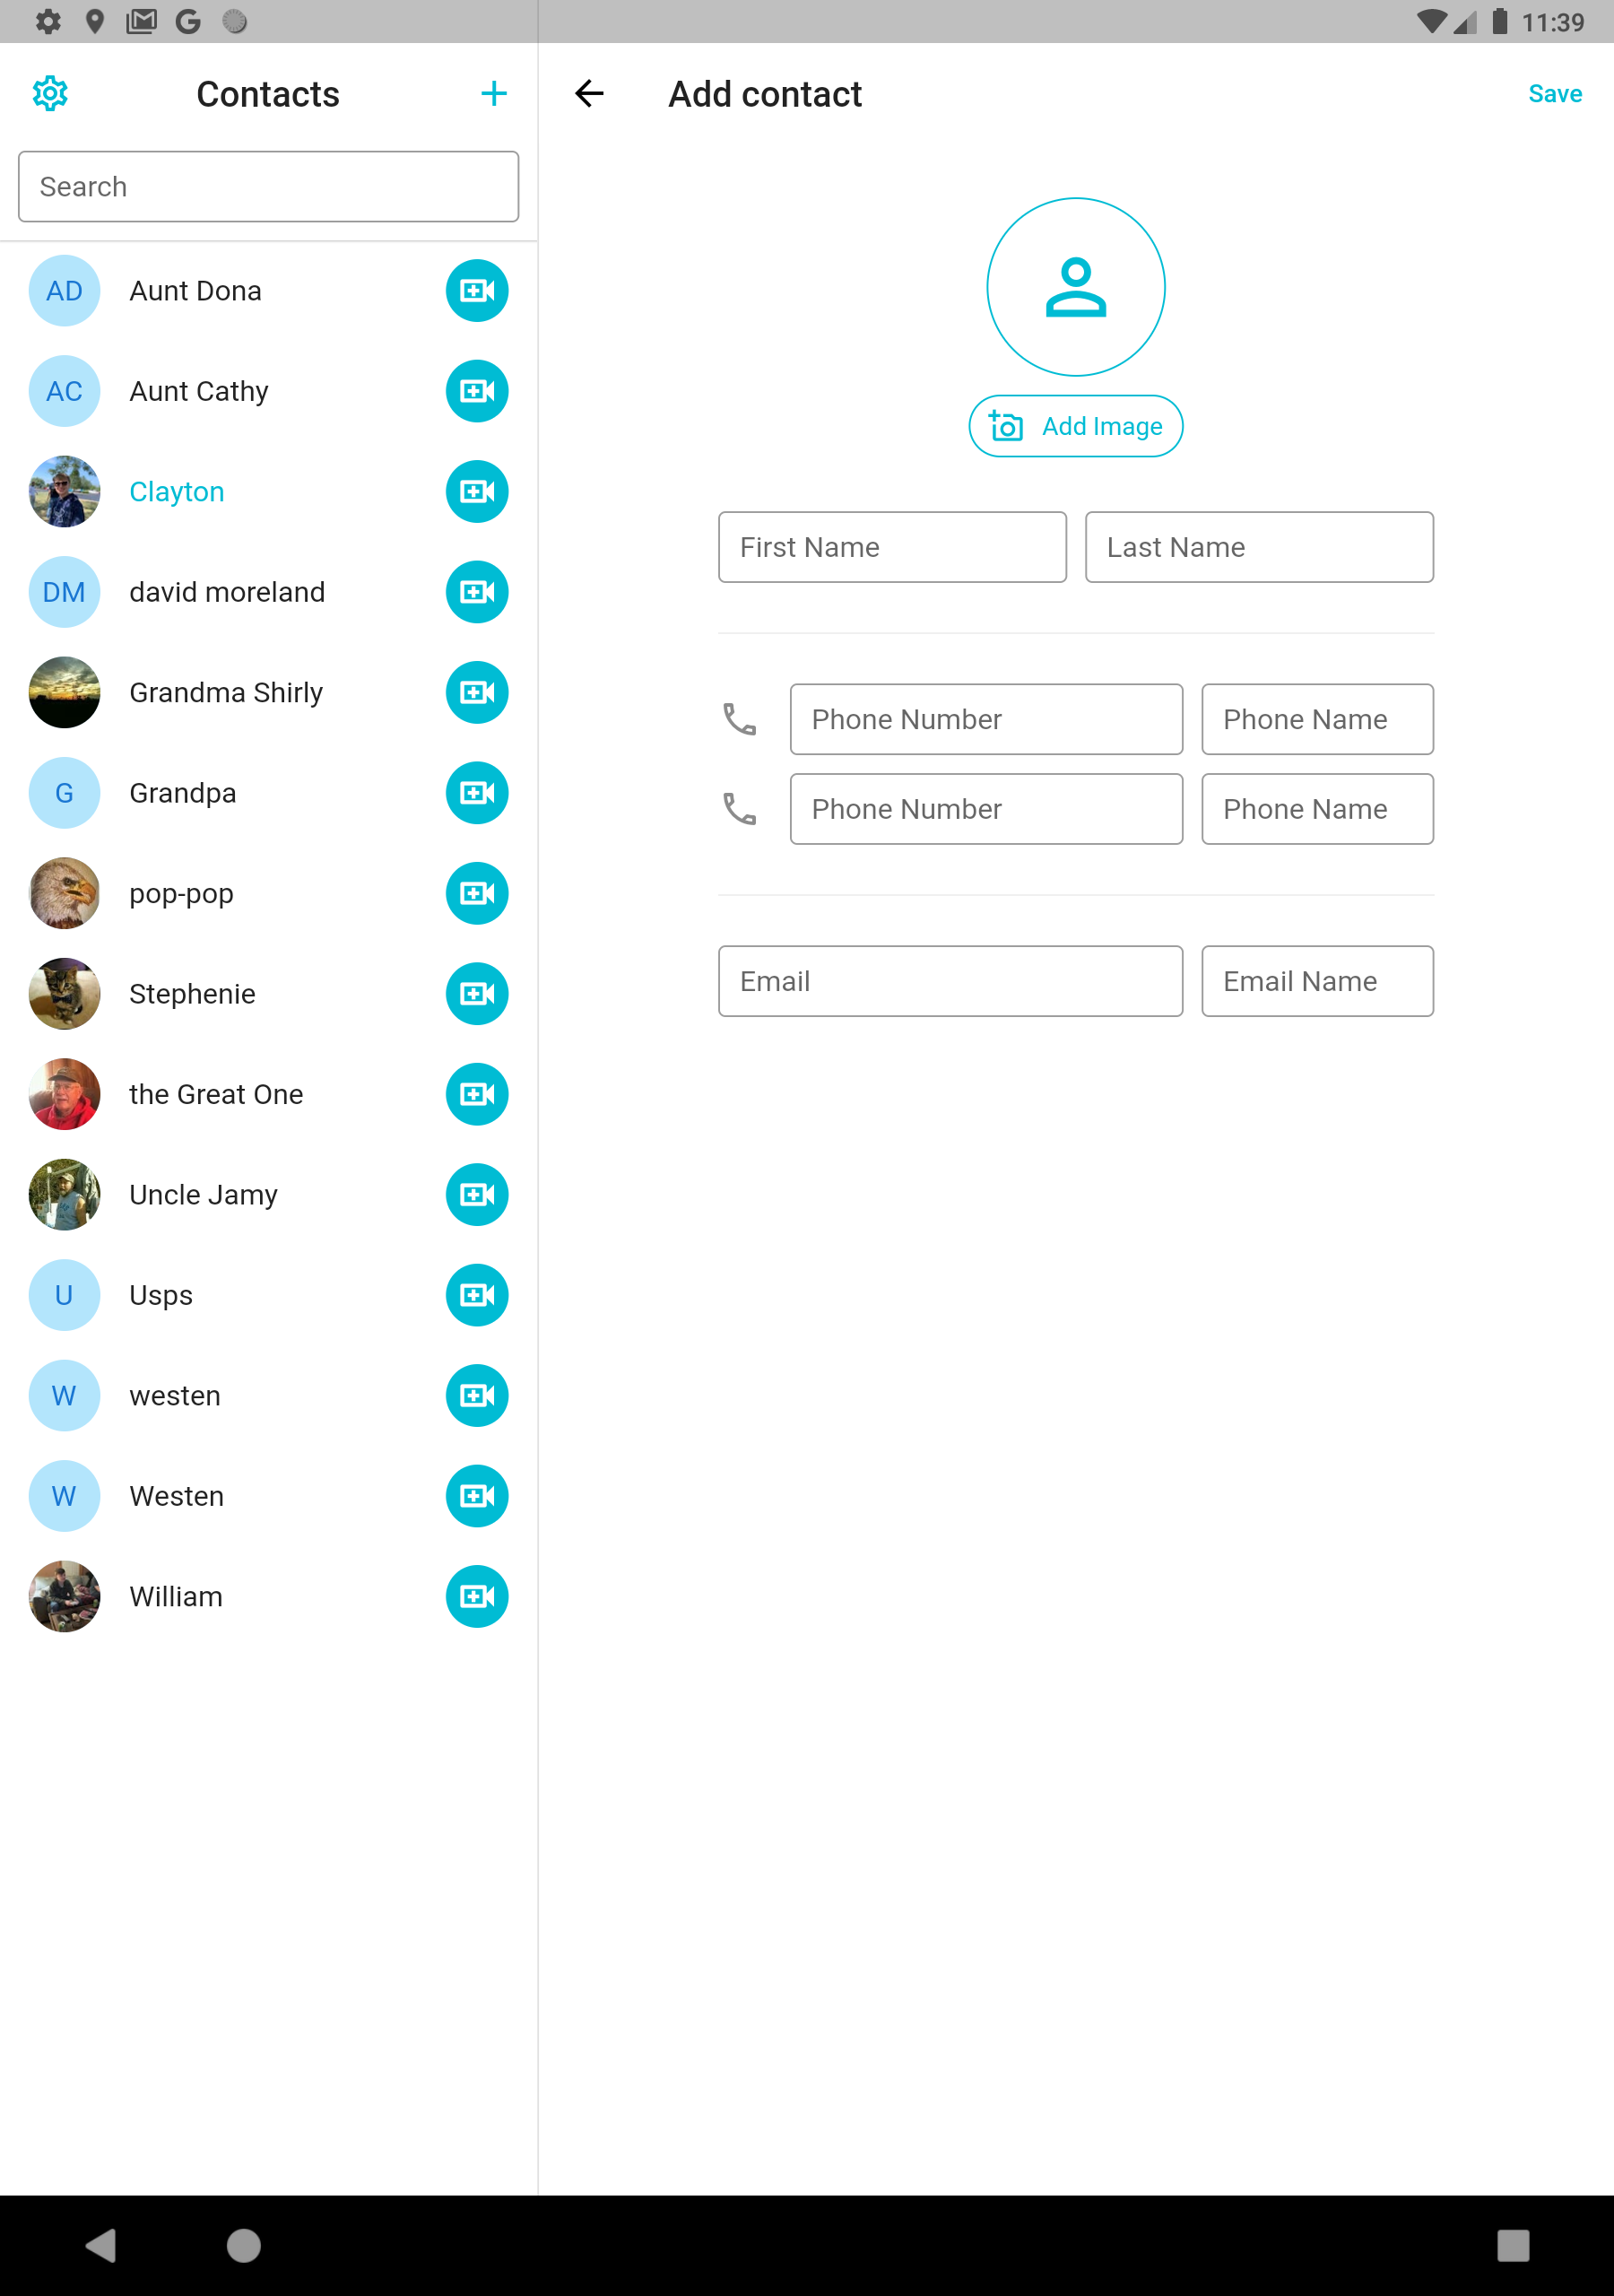 11:39
Contacts
Search
AD Aunt Dona
AC Aunt Cathy
Clayton
DM david moreland
Grandma Shirly
G Grandpa
pop-pop
Stephenie
the Great One
Uncle Jamy
U Usps
W westen
W Westen
William
Add contact
Save
Add Image
First Name
Last Name
Phone Number
Phone Name
Phone Number
Phone Name
Email
Email Name